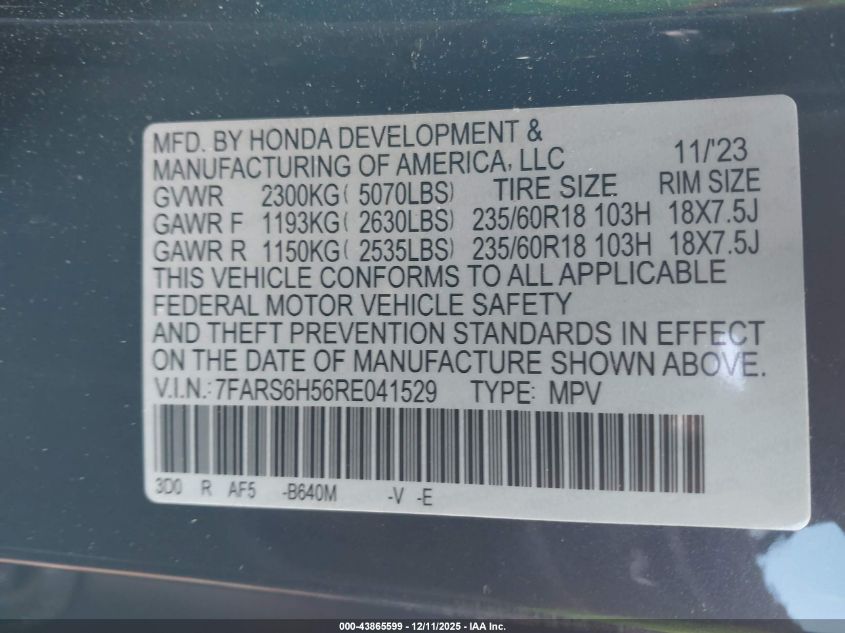 MFD. BY HONDA DEVELOPMENT &
MANUFACTURING OF AMERICA, LLC 11/'23
GVWR 2300KG( 5070LBS) TIRE SIZE RIM SIZE
GAWR F 1193KG( 2630LBS) 235/60R18 103H 18X7.5J
GAWR R 1150KG( 2535LBS) 235/60R18 103H 18X7.5J
THIS VEHICLE CONFORMS TO ALL APPLICABLE
FEDERAL MOTOR VEHICLE SAFETY
AND THEFT PREVENTION STANDARDS IN EFFECT
ON THE DATE OF MANUFACTURE SHOWN ABOVE.
V.I.N.: 7FARS6H56RE041529 TYPE: MPV
3D0 R AF5 -B640M -V -E
000-43865599 - 12/11/2025 - IAA Inc.